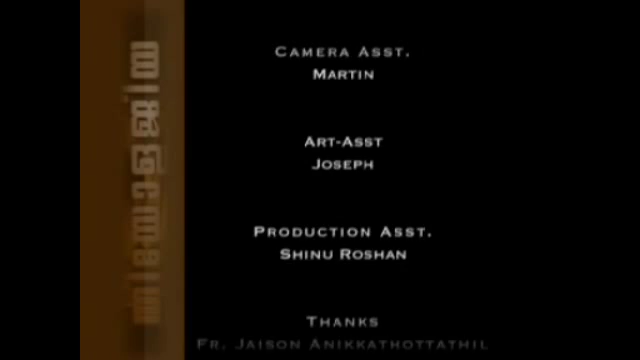 CAMERA ASST.
MARTIN
ART-ASST
JOSEPH
PRODUCTION ASST.
SHINU ROSHAN
THANKS
FR. JAISON ANIKKATHOTTATHIL